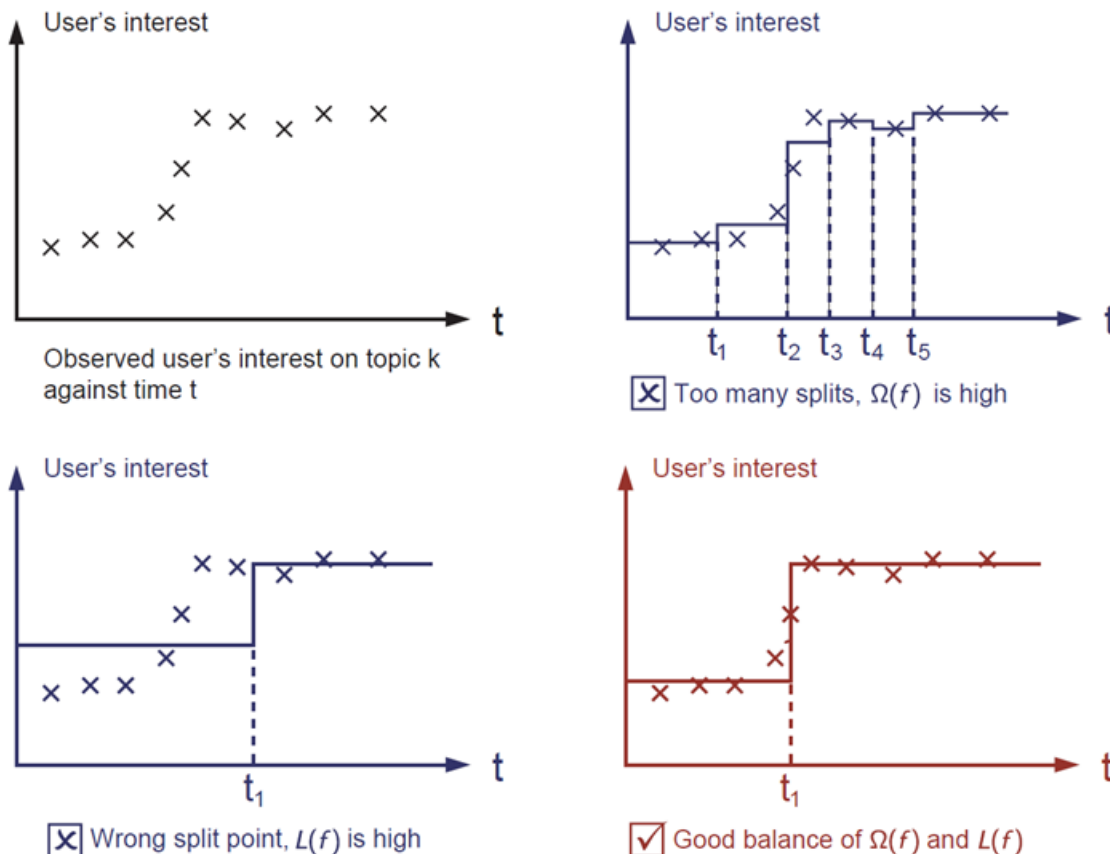 User's interest
t
Observed user's interest on topic k
against time t
User's interest
t
t₁ t₂ t₃ t₄ t₅
Too many splits, Ω(f) is high
User's interest
t
t₁
Wrong split point, L(f) is high
User's interest
t
t₁
Good balance of Ω(f) and L(f)